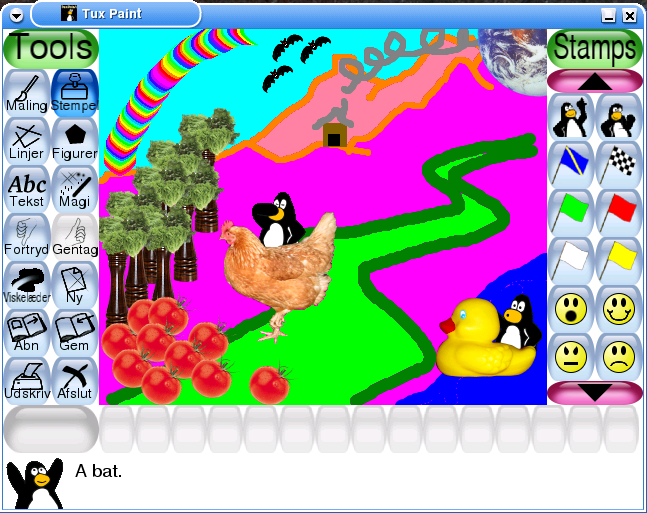 Tux Paint
Tools
Stamps
Maling
Stempel
Linjer
Figurer
Abc
Tekst
Magi
Fortryd
Gentag
Viskelæder
Ny
Åbn
Gem
Udskriv
Afslut
A bat.